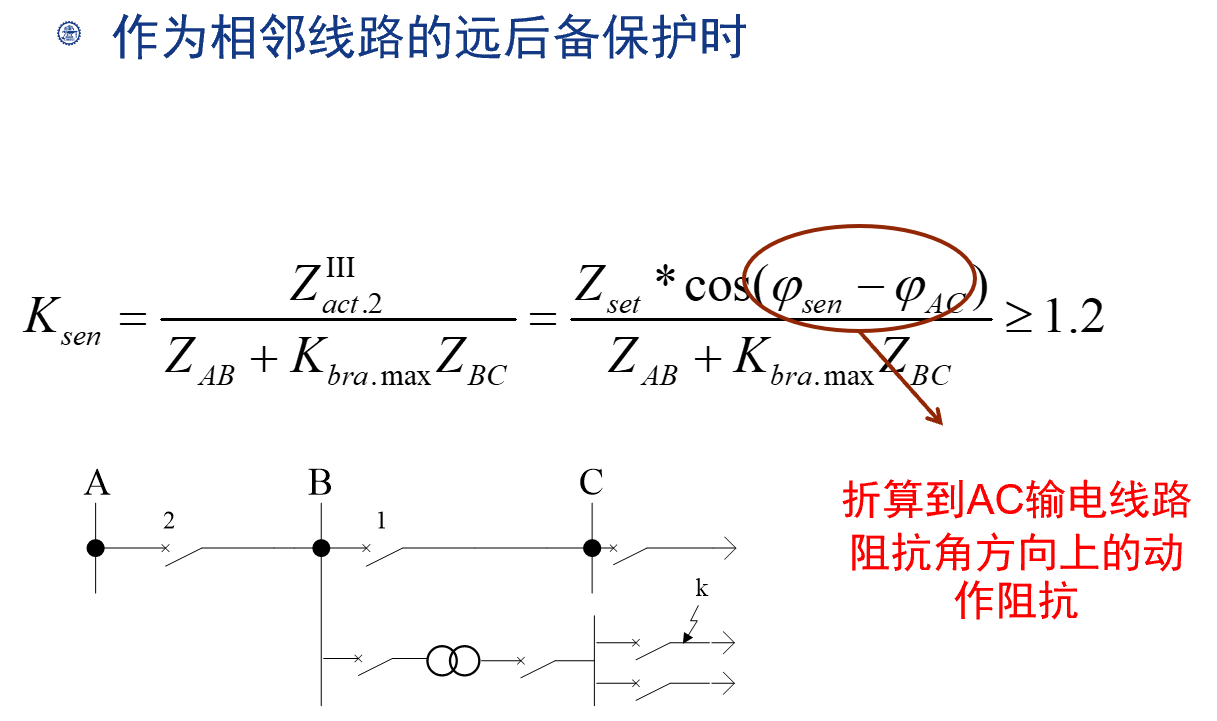 作为相邻线路的远后备保护时
K_{sen} = \frac{Z_{act.2}^{III}}{Z_{AB} + K_{bra.max} Z_{BC}} = \frac{Z_{set} * cos(φ_{sen} − φ_{AC})}{Z_{AB} + K_{bra.max} Z_{BC}} ≥ 1.2
A B C
2 1
k
折算到AC输电线路
阻抗角方向上的动
作阻抗